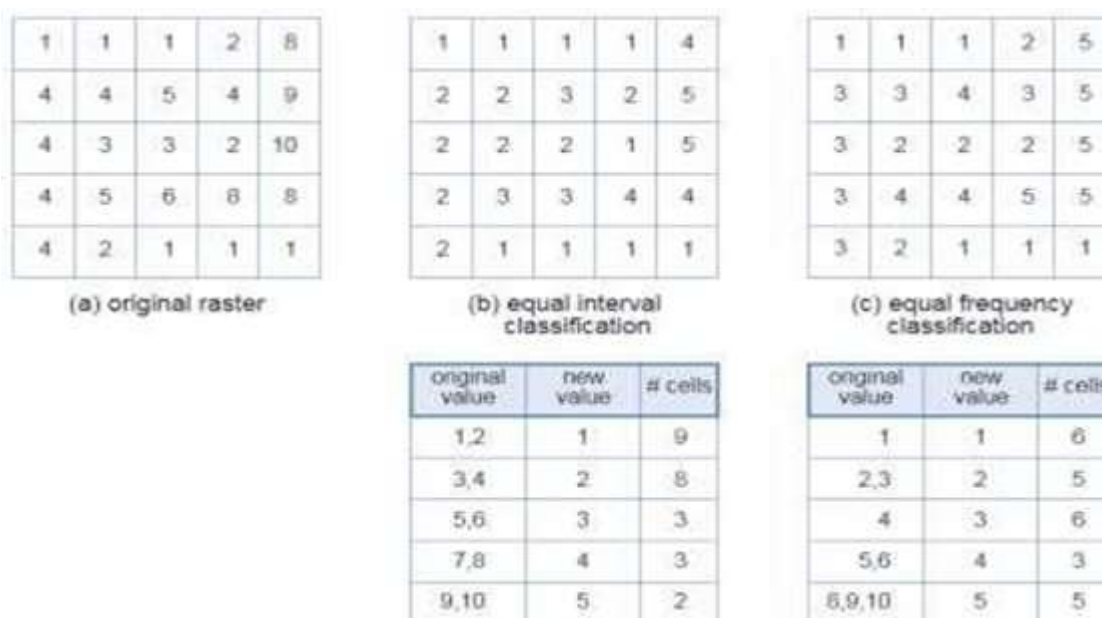 1 1 1 2 8
4 4 5 4 9
4 3 3 2 10
4 5 6 8 8
4 2 1 1 1
(a) original raster
1 1 1 1 4
2 2 3 2 5
2 2 2 1 5
2 3 3 4 4
2 1 1 1 1
(b) equal interval
classification
original value new value # cells
1,2 1 9
3,4 2 8
5,6 3 3
7,8 4 3
9,10 5 2
1 1 1 2 5
3 3 4 3 5
3 2 2 2 5
3 4 4 5 5
3 2 1 1 1
(c) equal frequency
classification
original value new value # cells
1 1 6
2,3 2 5
4 3 6
5,6 4 3
8,9,10 5 5